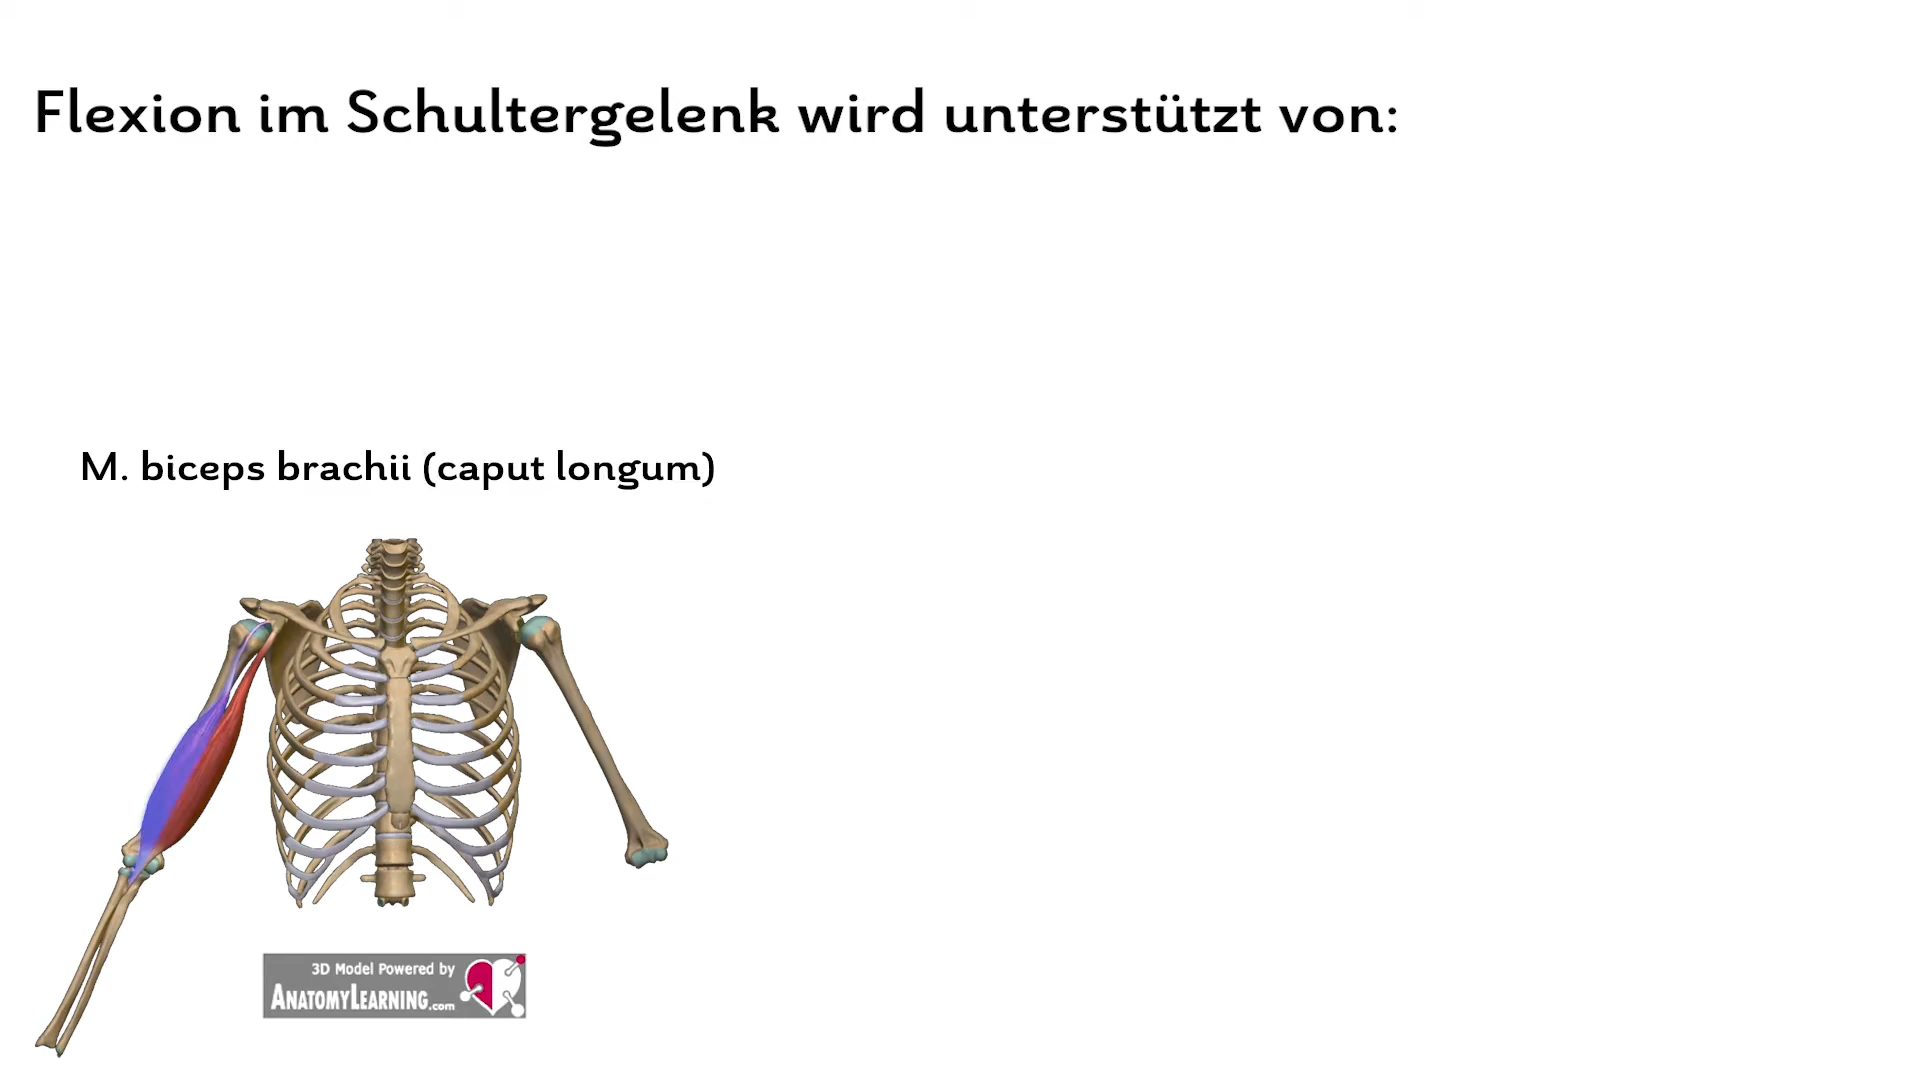 Flexion im Schultergelenk wird unterstützt von:
M. biceps brachii (caput longum)
3D Model Powered by
ANATOMYLEARNING.com